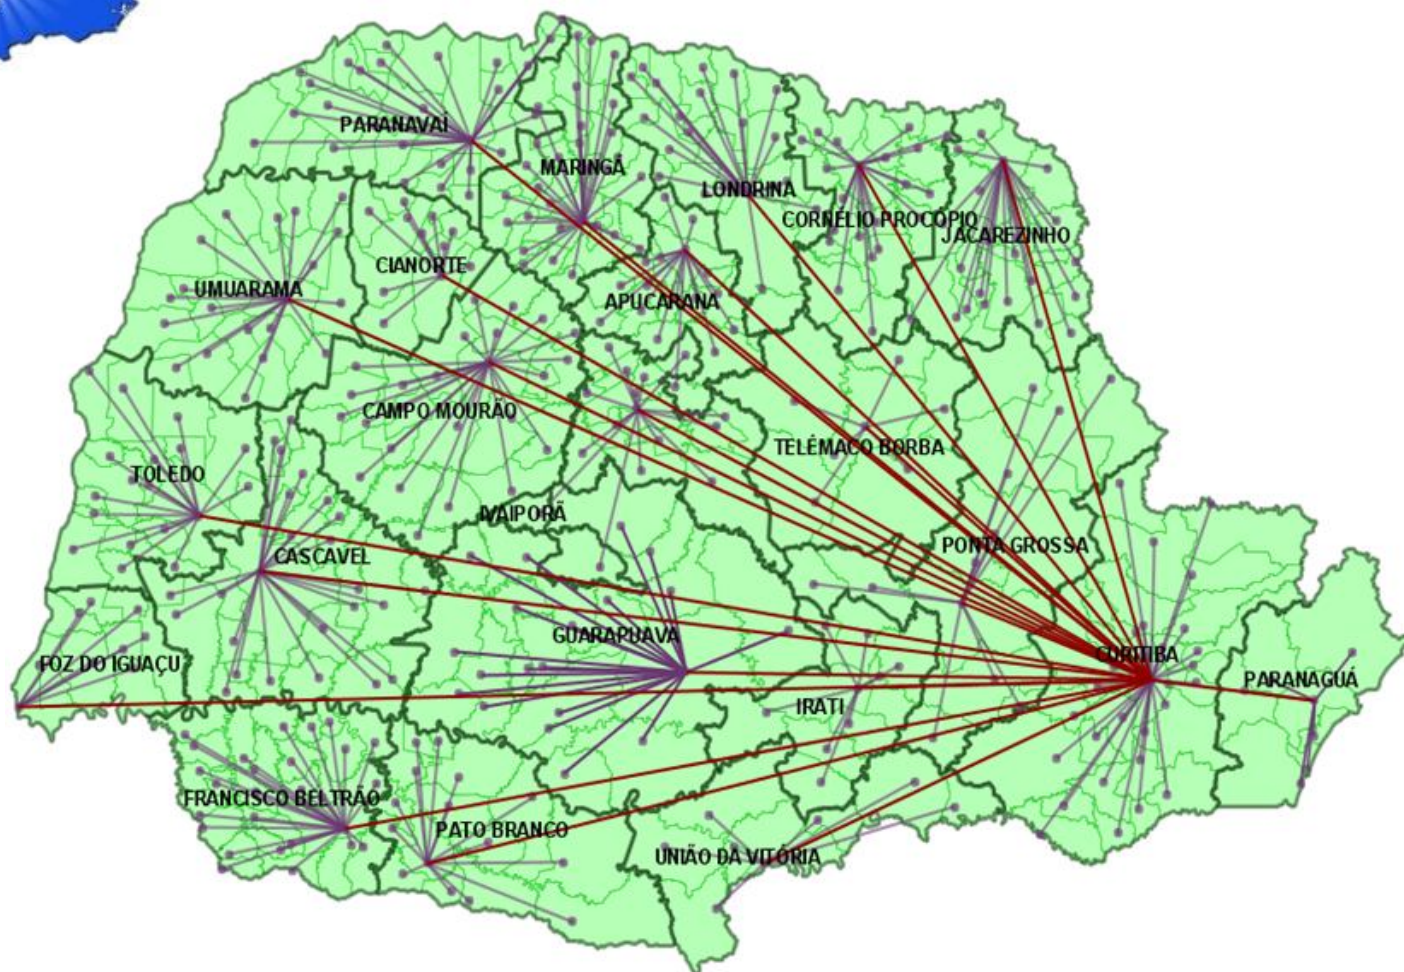 PARANAVAÍ
MARINGÁ
LONDRINA
CORNÉLIO PROCÓPIO
JACAREZINHO
CIANORTE
UMUARAMA
APUCARANA
CAMPO MOURÃO
TELÊMACO BORBA
TOLEDO
IVAIPORÃ
CASCAVEL
PONTA GROSSA
GUARAPUAVA
FOZ DO IGUAÇU
CURITIBA
PARANAGUÁ
IRATI
FRANCISCO BELTRÃO
PATO BRANCO
UNIÃO DA VITÓRIA